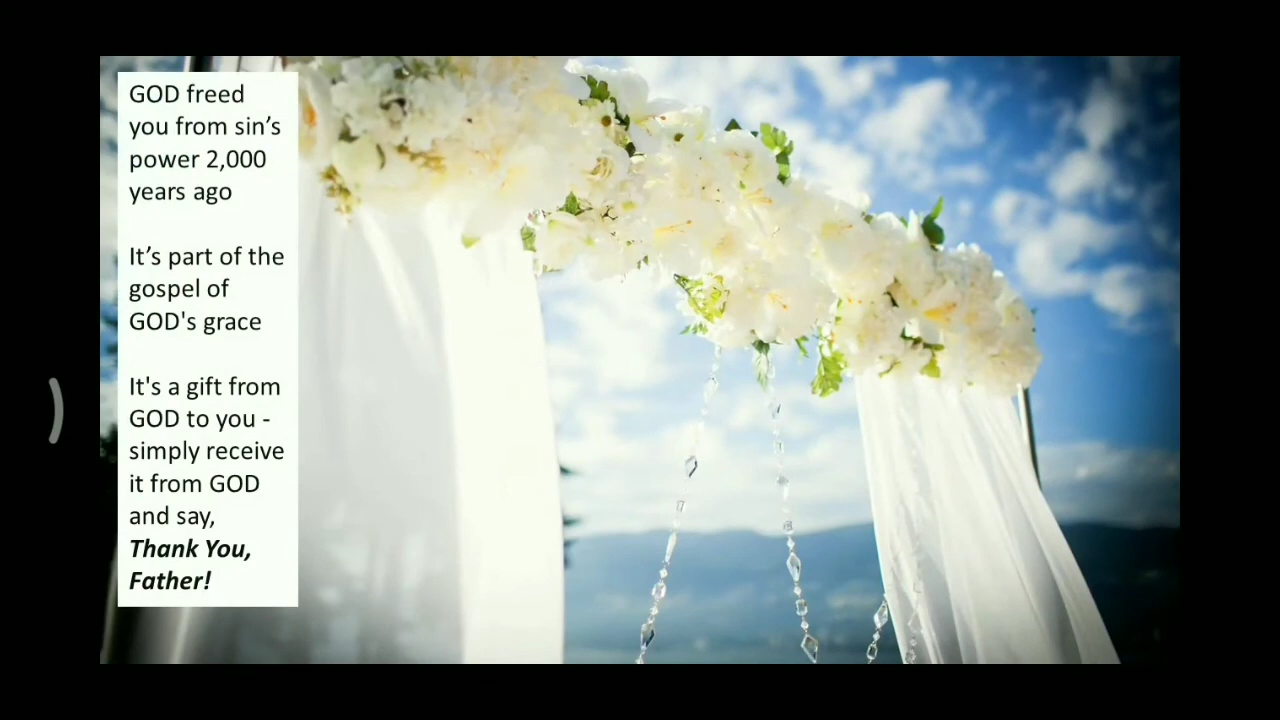 GOD freed
you from sin’s
power 2,000
years ago
It’s part of the
gospel of
GOD's grace
It's a gift from
GOD to you -
simply receive
it from GOD
and say,
Thank You,
Father!